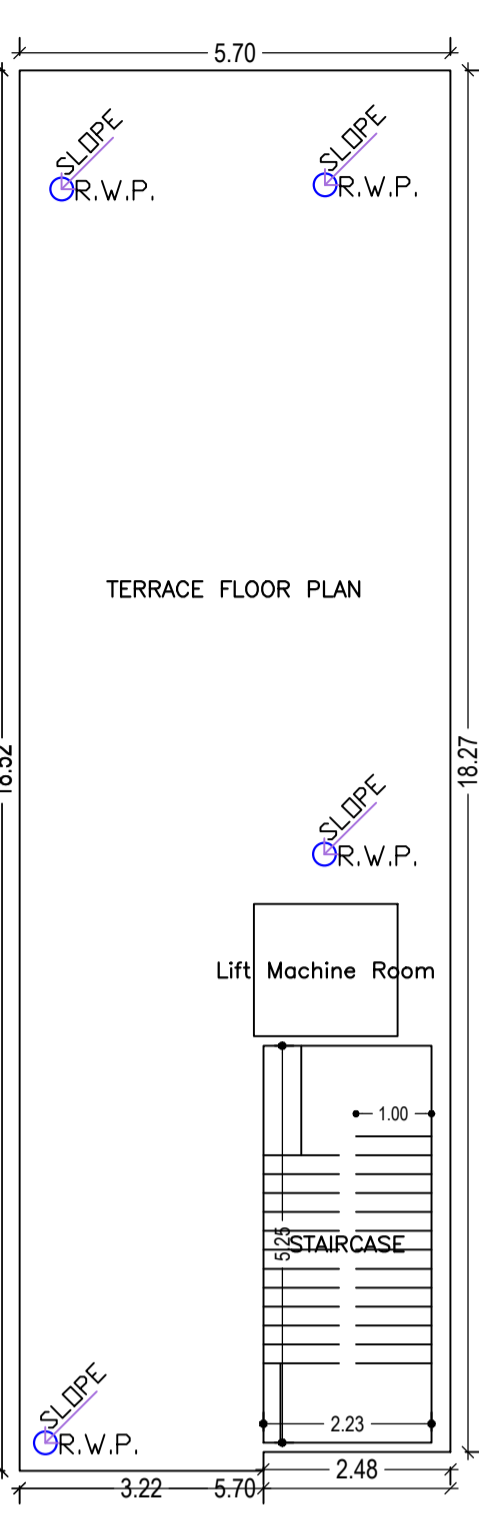 5.70
SLOPE
R.W.P.
SLOPE
R.W.P.
TERRACE FLOOR PLAN
18.52
18.27
SLOPE
R.W.P.
Lift Machine Room
1.00
5.25
STAIRCASE
SLOPE
R.W.P.
2.23
2.48
3.22
5.70